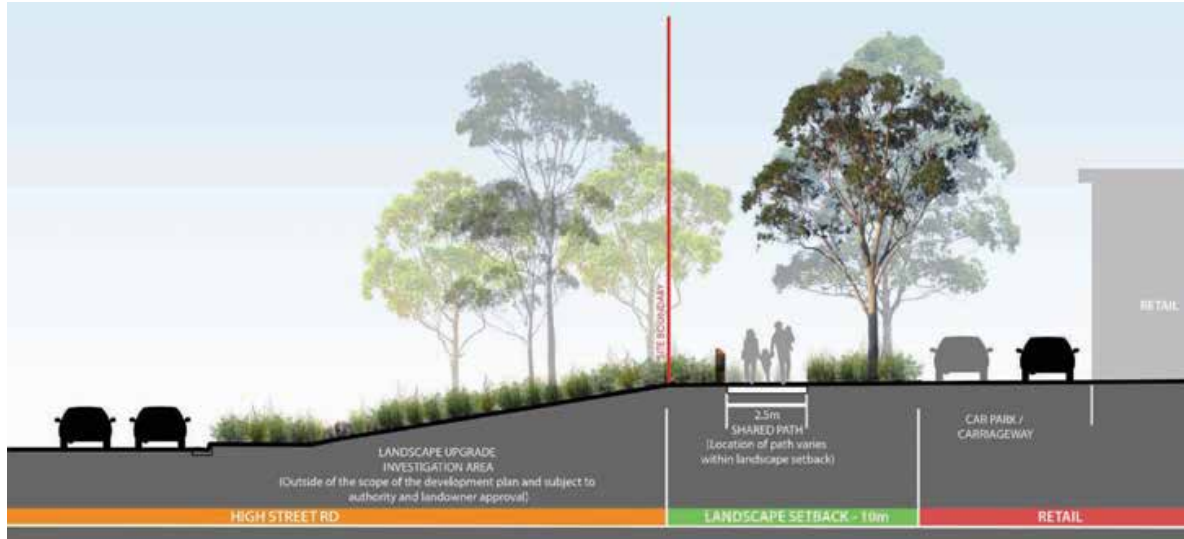 SITE BOUNDARY
RETAIL
2.5m
SHARED PATH
(Location of path varies
within landscape setback)
CAR PARK /
CARRIAGEWAY
LANDSCAPE UPGRADE
INVESTIGATION AREA
(Outside of the scope of the development plan and subject to
authority and landowner approval)
HIGH STREET RD
LANDSCAPE SETBACK - 10m
RETAIL